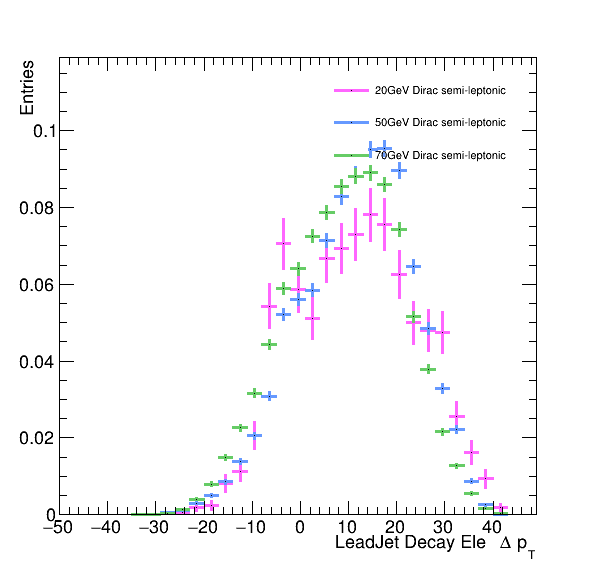 Entries
20GeV Dirac semi-leptonic
50GeV Dirac semi-leptonic
70GeV Dirac semi-leptonic
0.1
0.08
0.06
0.04
0.02
0
−50 −40 −30 −20 −10 0 10 20 30 40
LeadJet Decay Ele Δ p_T